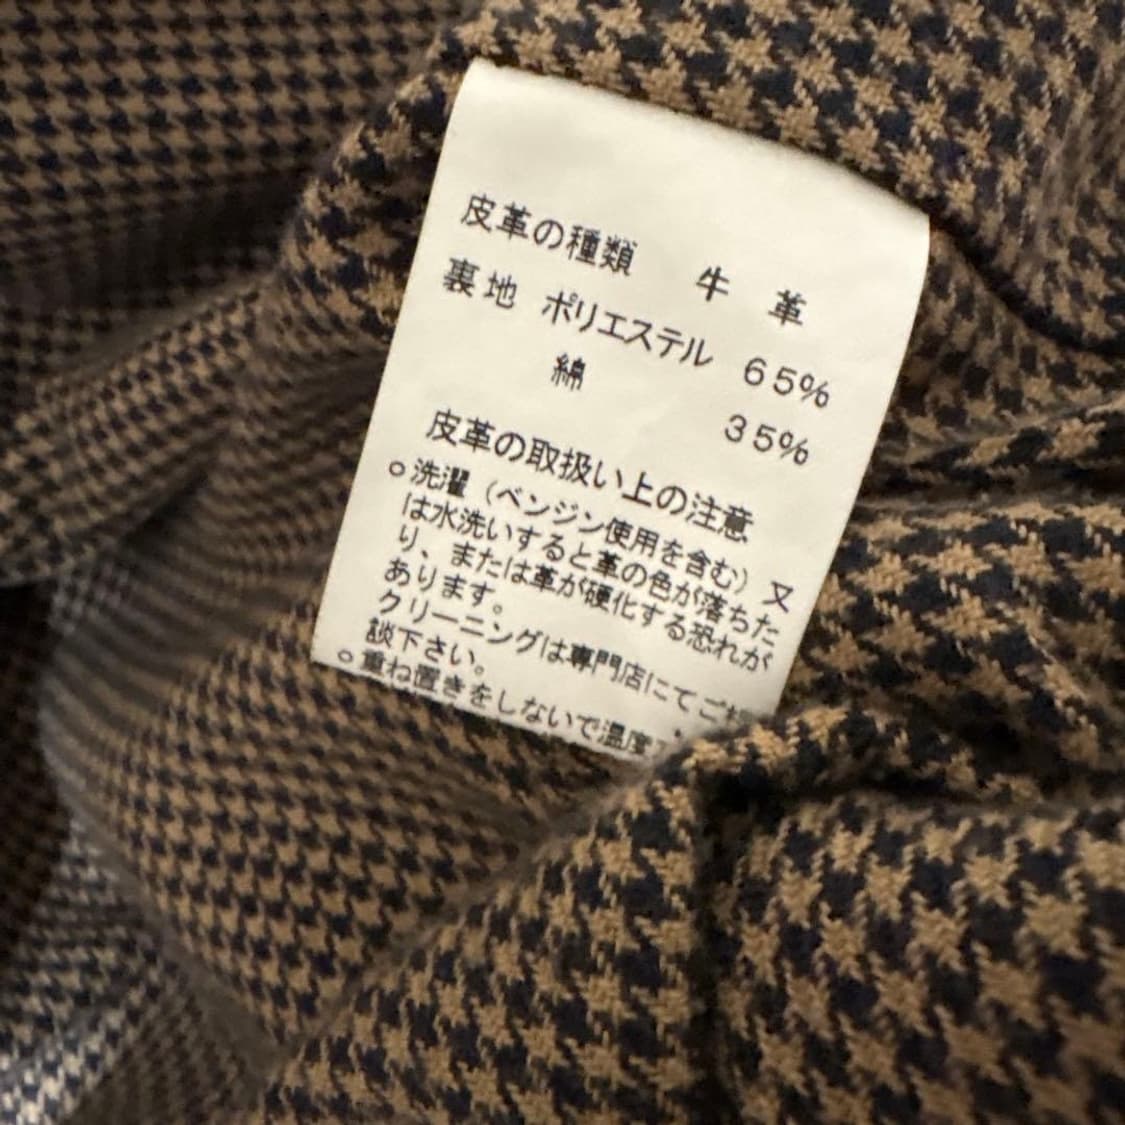 皮革の種類 牛 革
裏地 ポリエステル 65%
綿 35%
皮革の取扱い上の注意
○洗濯(ベンジン使用を含む)又
は水洗いすると革の色が落ちた
り、または革が硬化する恐れが
あります。
クリーニングは専門店にてご
談下さい。
○重ね置きをしないで温度